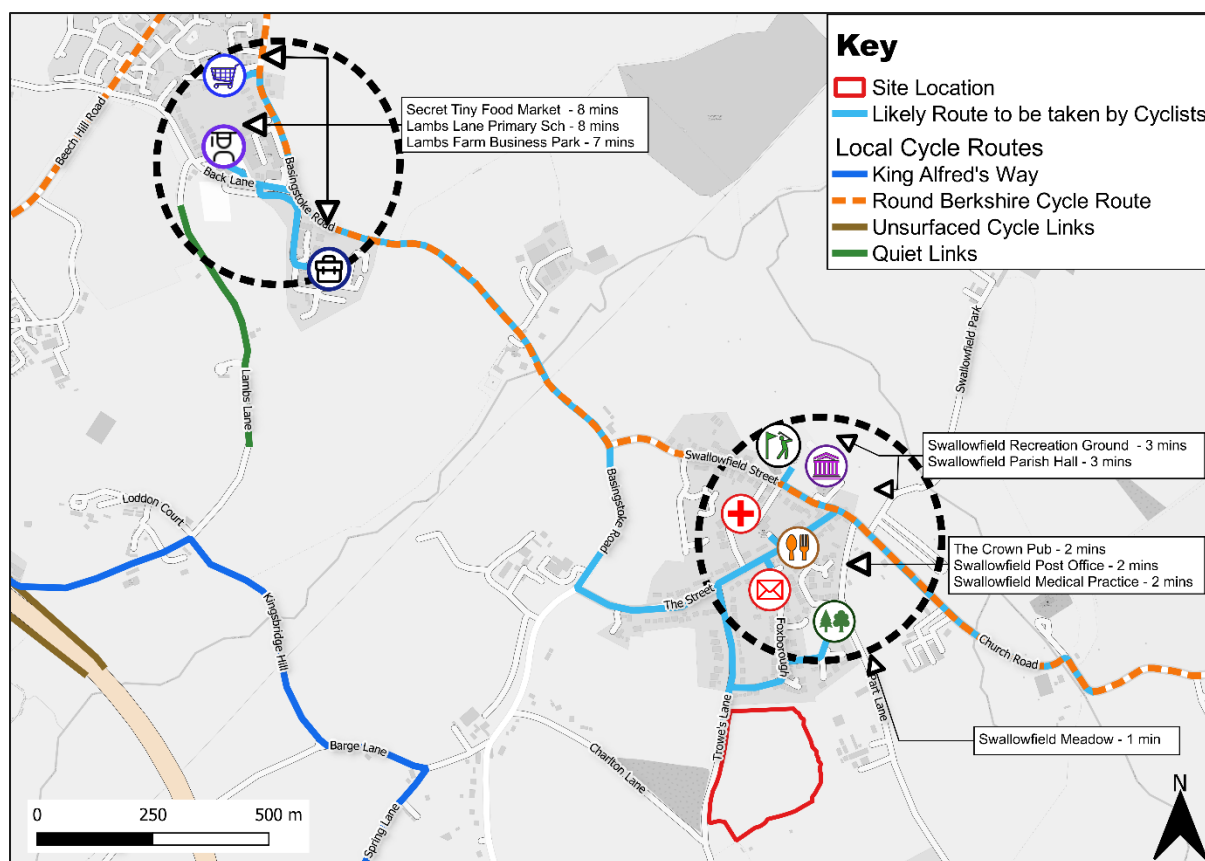 Key
Site Location
Likely Route to be taken by Cyclists
Local Cycle Routes
King Alfred's Way
Round Berkshire Cycle Route
Unsurfaced Cycle Links
Quiet Links
Beech Hill Road
Secret Tiny Food Market - 8 mins
Lambs Lane Primary Sch - 8 mins
Lambs Farm Business Park - 7 mins
Back Lane
Basingstoke Road
Lambs Lane
Swallowfield Park
Swallowfield Recreation Ground - 3 mins
Swallowfield Parish Hall - 3 mins
Swallowfield Street
Basingstoke Road
Loddon Court
The Crown Pub - 2 mins
Swallowfield Post Office - 2 mins
Swallowfield Medical Practice - 2 mins
The Street
Kingsbridge Hill
Foxborough
Church Road
Part Lane
Trowe's Lane
Swallowfield Meadow - 1 min
Barge Lane
Charlton Lane
Spring Lane
0 250 500 m
N